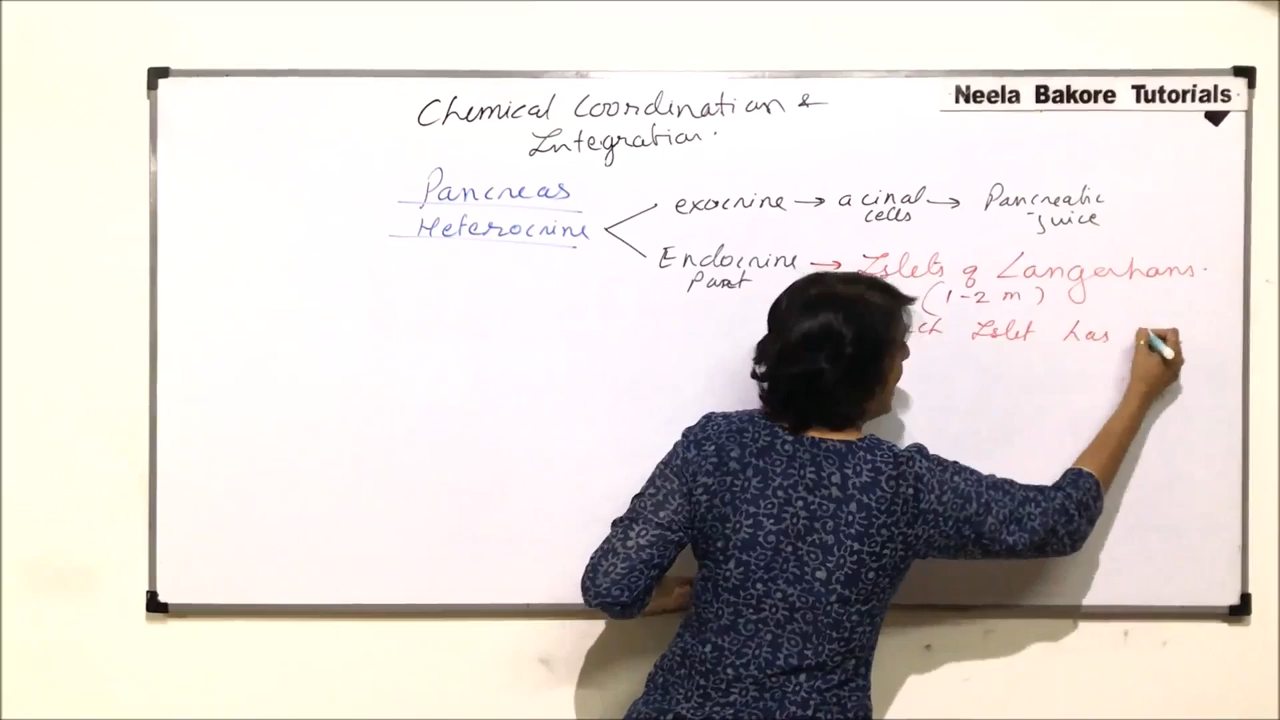 Neela Bakore Tutorials
Chemical Coordination &
Integration.
Pancreas
Heterocrine
exocrine → acinal cells → Pancreatic Juice
Endocrine Part → Islets of Langerhans.
(1-2 m)
Islet has